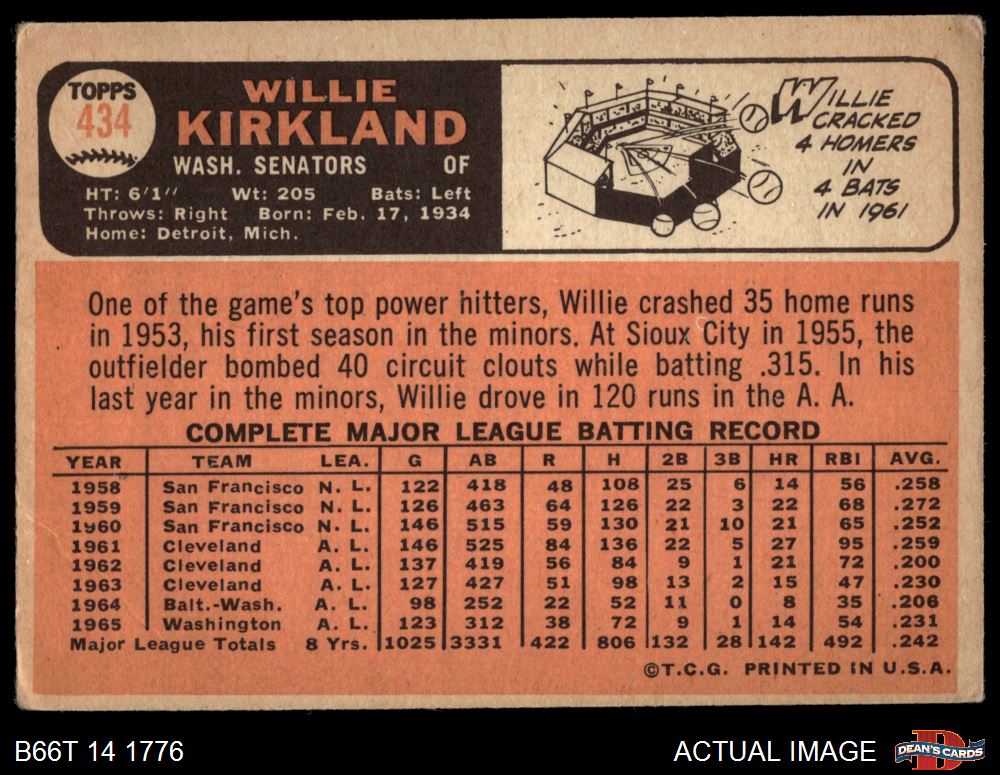 TOPPS
434
WILLIE
KIRKLAND
WASH. SENATORS OF
HT: 6'1" Wt: 205 Bats: Left
Throws: Right Born: Feb. 17, 1934
Home: Detroit, Mich.
WILLIE
CRACKED
4 HOMERS
IN
4 BATS
IN 1961
One of the game's top power hitters, Willie crashed 35 home runs
in 1953, his first season in the minors. At Sioux City in 1955, the
outfielder bombed 40 circuit clouts while batting .315. In his
last year in the minors, Willie drove in 120 runs in the A. A.
COMPLETE MAJOR LEAGUE BATTING RECORD
YEAR TEAM LEA. G AB R H 2B 3B HR RBI AVG.
1958 San Francisco N. L. 122 418 48 108 25 6 14 56 .258
1959 San Francisco N. L. 126 463 64 126 22 3 22 68 .272
1960 San Francisco N. L. 146 515 59 130 21 10 21 65 .252
1961 Cleveland A. L. 146 525 84 136 22 5 27 95 .259
1962 Cleveland A. L. 137 419 56 84 9 1 21 72 .200
1963 Cleveland A. L. 127 427 51 98 13 2 15 47 .230
1964 Balt.-Wash. A. L. 98 252 22 52 11 0 8 35 .206
1965 Washington A. L. 123 312 38 72 9 1 14 54 .231
Major League Totals 8 Yrs. 1025 3331 422 806 132 28 142 492 .242
©T.C.G. PRINTED IN U.S.A.
B66T 14 1776 ACTUAL IMAGE DEAN'S CARDS